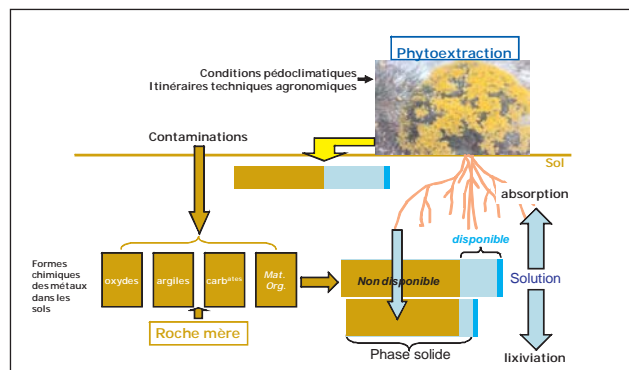 Phytoextraction
Conditions pédoclimatiques
Itinéraires techniques agronomiques
Contaminations
Sol
absorption
disponible
Formes
chimiques
des métaux
dans les
sols
oxydes
argiles
carbates
Mat.
Org.
Non disponible
Solution
Roche mère
Phase solide
lixiviation